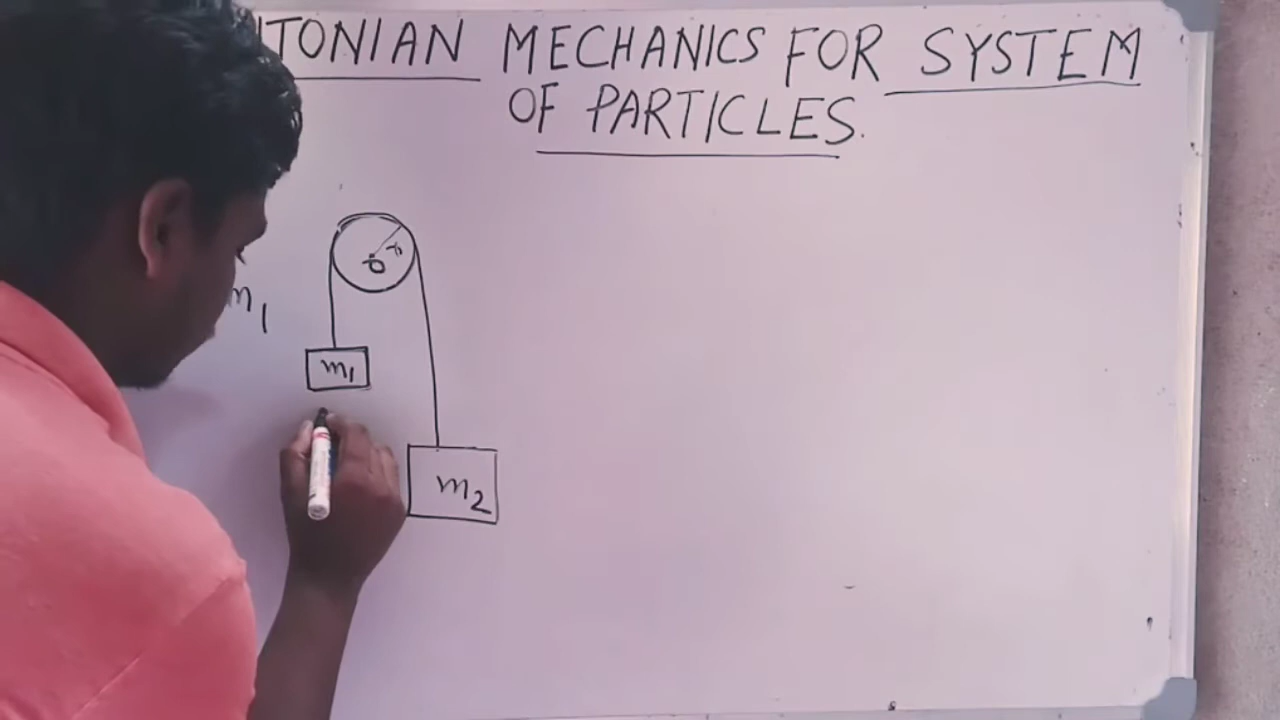 TONIAN MECHANICS FOR SYSTEM
OF PARTICLES.
r
O
m1
m1
m2